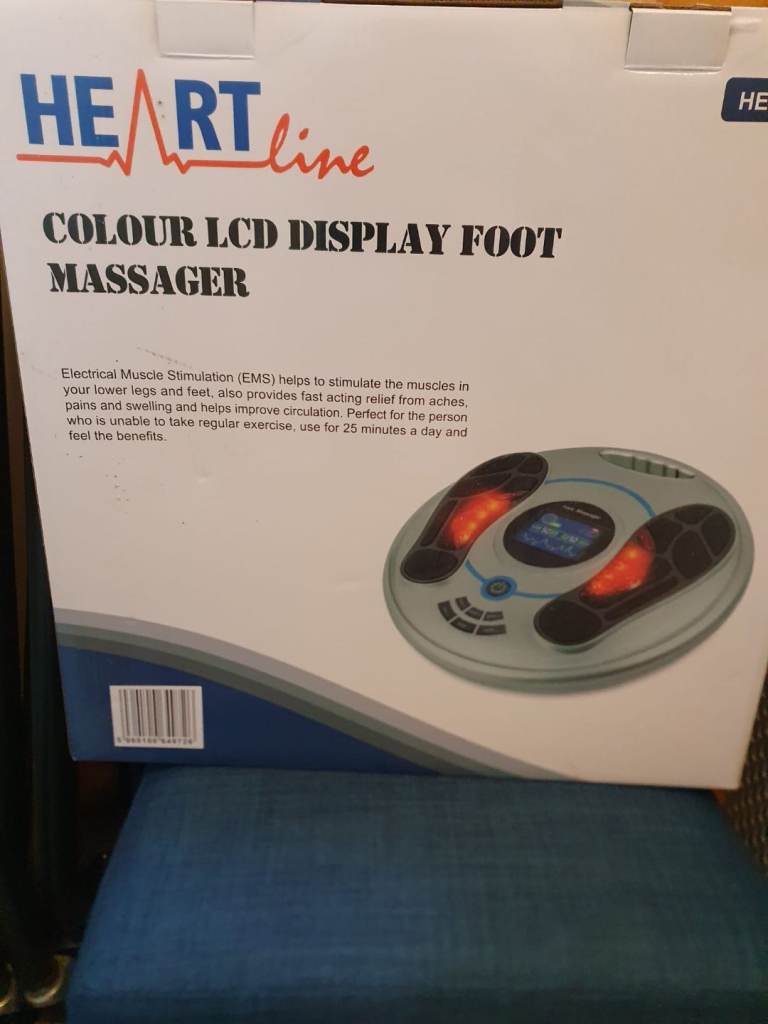 HEARTline
HE
COLOUR LCD DISPLAY FOOT
MASSAGER
Electrical Muscle Stimulation (EMS) helps to stimulate the muscles in
your lower legs and feet, also provides fast acting relief from aches,
pains and swelling and helps improve circulation. Perfect for the person
who is unable to take regular exercise, use for 25 minutes a day and
feel the benefits.